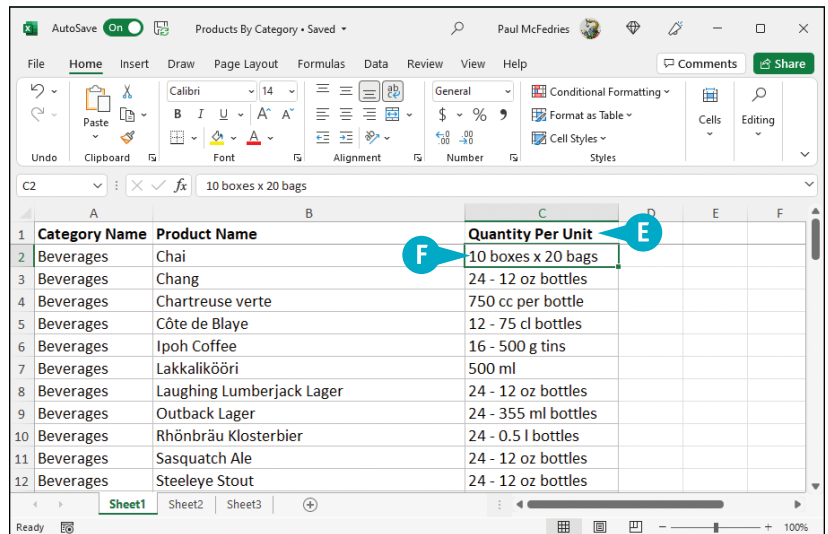 AutoSave On Products By Category • Saved Paul McFedries
File Home Insert Draw Page Layout Formulas Data Review View Help Comments Share
Calibri 14 ab General Conditional Formatting
Paste B I U A A $ % 9 Format as Table Cells Editing
A .00 .00 Cell Styles
Undo Clipboard Font Alignment Number Styles
C2 fx 10 boxes x 20 bags
A B C D E F
1 Category Name Product Name Quantity Per Unit E
2 Beverages Chai F 10 boxes x 20 bags
3 Beverages Chang 24 - 12 oz bottles
4 Beverages Chartreuse verte 750 cc per bottle
5 Beverages Côte de Blaye 12 - 75 cl bottles
6 Beverages Ipoh Coffee 16 - 500 g tins
7 Beverages Lakkalikööri 500 ml
8 Beverages Laughing Lumberjack Lager 24 - 12 oz bottles
9 Beverages Outback Lager 24 - 355 ml bottles
10 Beverages Rhönbräu Klosterbier 24 - 0.5 l bottles
11 Beverages Sasquatch Ale 24 - 12 oz bottles
12 Beverages Steeleye Stout 24 - 12 oz bottles
Sheet1 Sheet2 Sheet3
Ready 100%